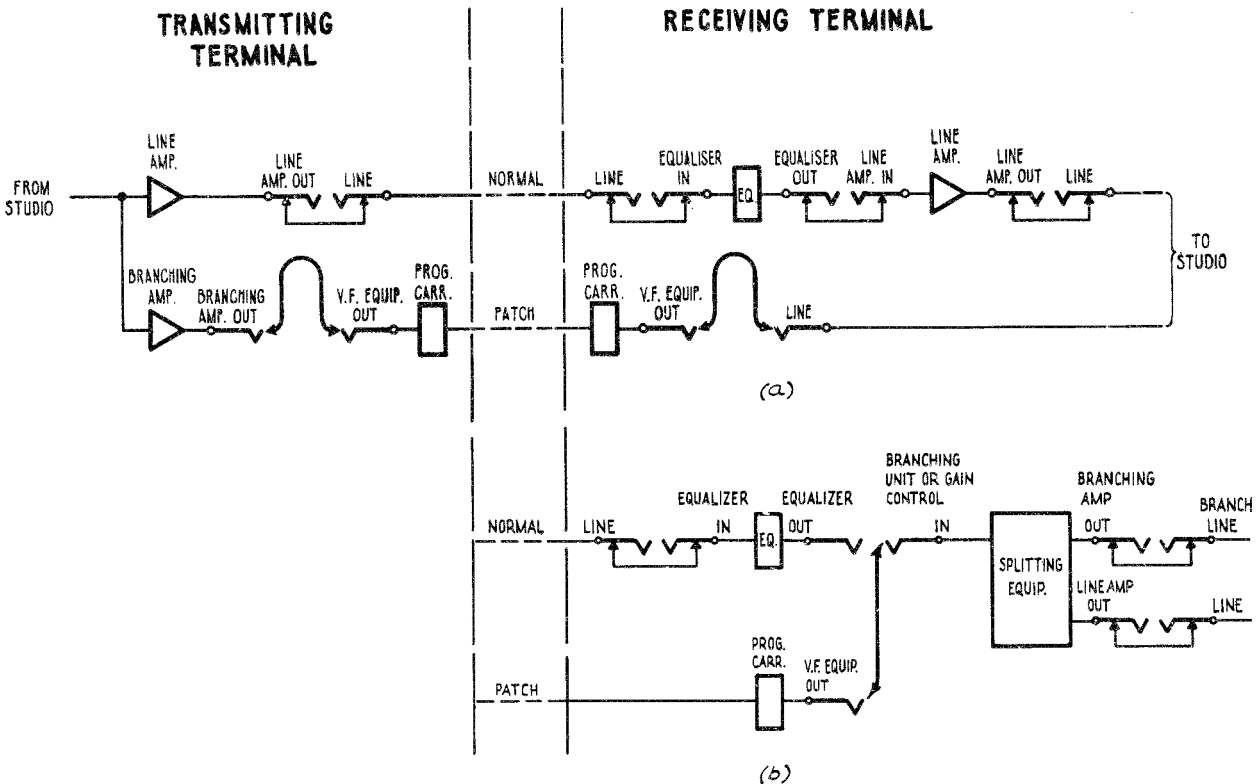 TRANSMITTING
TERMINAL
RECEIVING TERMINAL
FROM
STUDIO
LINE
AMP.
LINE
AMP. OUT
LINE
NORMAL
LINE
EQUALISER
IN
EQ.
EQUALISER
OUT
LINE
AMP. IN
LINE
AMP.
LINE
AMP. OUT
LINE
TO
STUDIO
BRANCHING
AMP.
BRANCHING
AMP. OUT
V.F. EQUIP.
OUT
PROG.
CARR.
PATCH
PROG.
CARR.
V.F. EQUIP.
OUT
LINE
(a)
NORMAL
LINE
EQUALIZER
IN
EQ.
EQUALIZER
OUT
BRANCHING
UNIT OR GAIN
CONTROL
IN
SPLITTING
EQUIP.
BRANCHING
AMP
OUT
BRANCH
LINE
LINE AMP
OUT
LINE
PATCH
PROG.
CARR.
V.F. EQUIP.
OUT
(b)